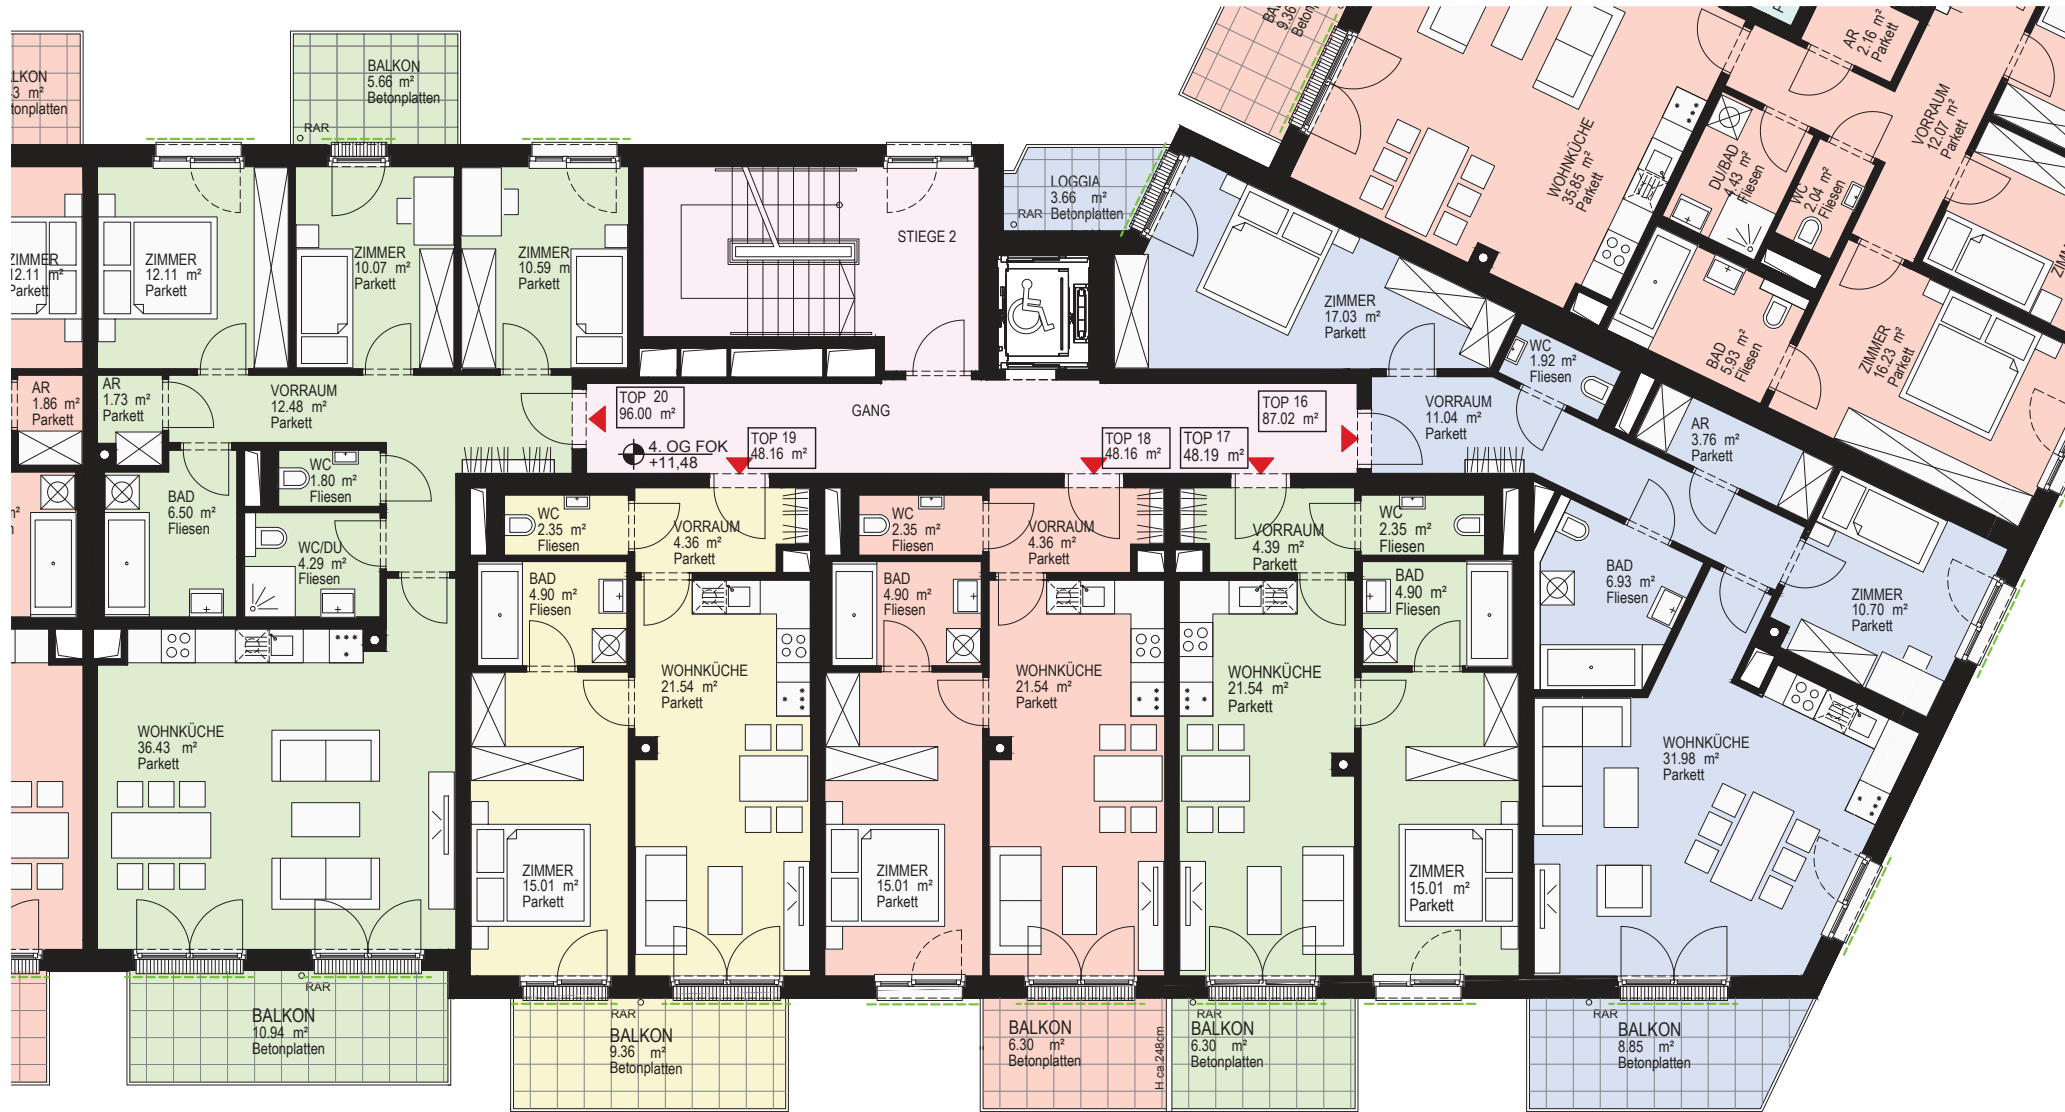 BALKON
5.66 m²
Betonplatten
RAR
LKON
3 m²
tonplatten
9.36
AR
2.16 m²
Parkett
VORRAUM
12.07 m²
Parkett
WOHNKÜCHE
35.85 m²
Parkett
DU/BAD
4.43 m²
Fliesen
WC
2.04 m²
Fliesen
LOGGIA
3.66 m²
RAR
Betonplatten
STIEGE 2
ZIMMER
12.11 m²
Parkett
ZIMMER
12.11 m²
Parkett
ZIMMER
10.07 m²
Parkett
ZIMMER
10.59 m
Parkett
ZIMMER
17.03 m²
Parkett
BAD
5.93 m²
Fliesen
ZIMMER
16.23 m²
Parkett
WC
1.92 m²
Fliesen
AR
1.86 m²
Parkett
AR
1.73 m²
Parkett
VORRAUM
12.48 m²
Parkett
TOP 20
96.00 m²
GANG
TOP 16
87.02 m²
VORRAUM
11.04 m²
Parkett
AR
3.76 m²
Parkett
4. OG FOK
+11,48
TOP 19
48.16 m²
TOP 18
48.16 m²
TOP 17
48.19 m²
WC
1.80 m²
Fliesen
BAD
6.50 m²
Fliesen
WC/DU
4.29 m²
Fliesen
m²
n
WC
2.35 m²
Fliesen
VORRAUM
4.36 m²
Parkett
WC
2.35 m²
Fliesen
VORRAUM
4.36 m²
Parkett
VORRAUM
4.39 m²
Parkett
WC
2.35 m²
Fliesen
BAD
4.90 m²
Fliesen
BAD
4.90 m²
Fliesen
BAD
4.90 m²
Fliesen
BAD
6.93 m²
Fliesen
ZIMMER
10.70 m²
Parkett
WOHNKÜCHE
36.43 m²
Parkett
WOHNKÜCHE
21.54 m²
Parkett
WOHNKÜCHE
21.54 m²
Parkett
WOHNKÜCHE
21.54 m²
Parkett
WOHNKÜCHE
31.98 m²
Parkett
ZIMMER
15.01 m²
Parkett
ZIMMER
15.01 m²
Parkett
ZIMMER
15.01 m²
Parkett
RAR
BALKON
10.94 m²
Betonplatten
RAR
BALKON
9.36 m²
Betonplatten
BALKON
6.30 m²
Betonplatten
H ca.248cm
RAR
BALKON
6.30 m²
Betonplatten
RAR
BALKON
8.85 m²
Betonplatten